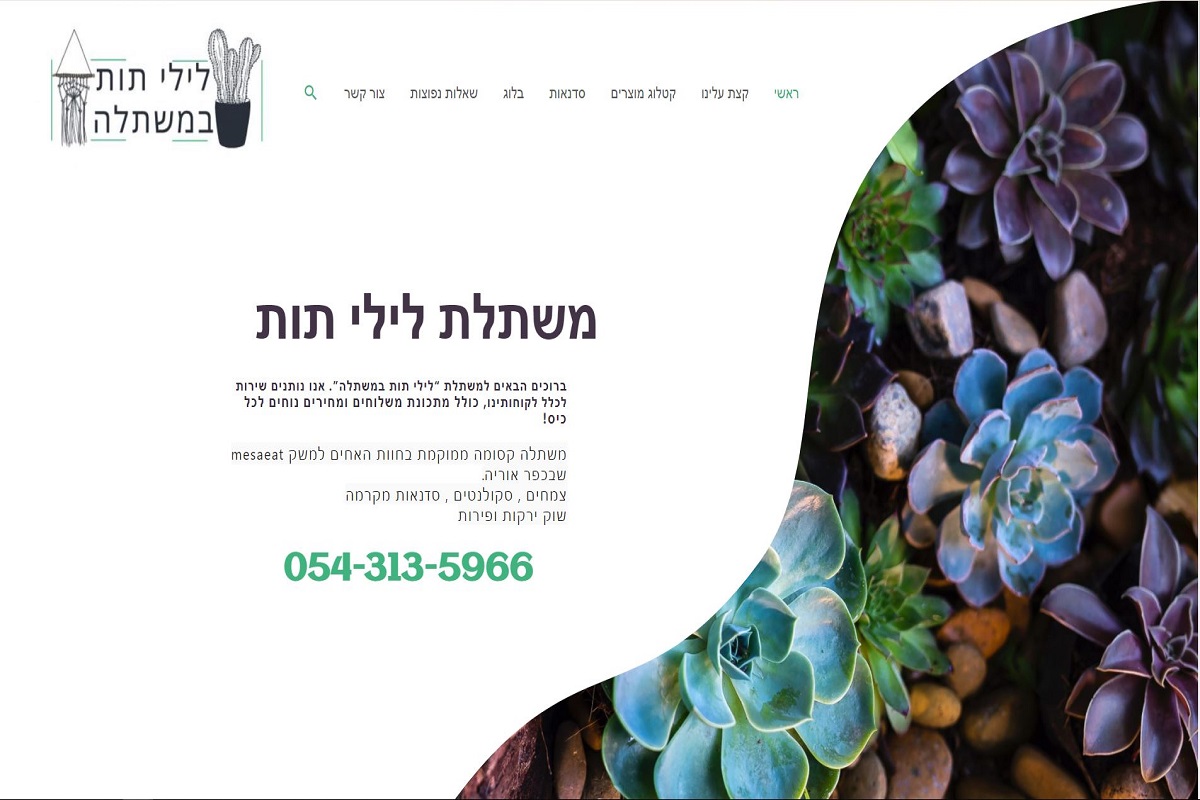 לילי תות
במשתלה
ראשי
קצת עלינו
קטלוג מוצרים
סדנאות
בלוג
שאלות נפוצות
צור קשר
משתלת לילי תות
ברוכים הבאים למשתלת "לילי תות במשתלה". אנו נותנים שירות
לכלל לקוחותינו, כולל מתכונת משלוחים ומחירים נוחים לכל
כיס!
משתלה קסומה ממוקמת בחוות האחים למשק mesaeat
שבכפר אוריה.
צמחים , סקולנטים , סדנאות מקרמה
שוק ירקות ופירות
054-313-5966